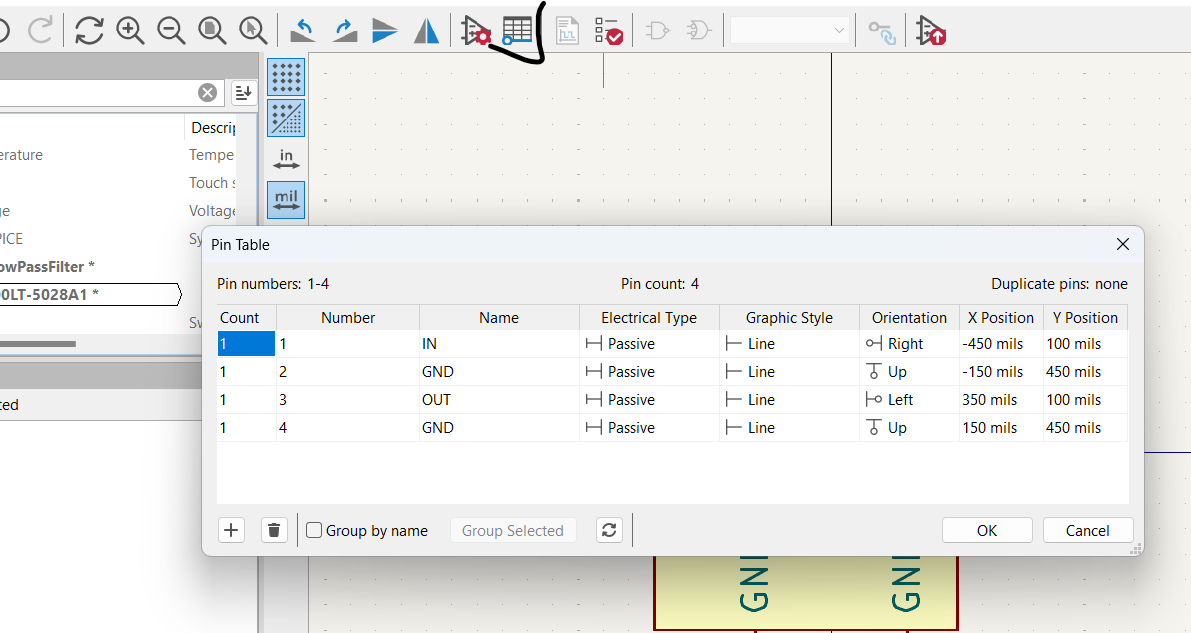 in
mil
Descrip
erature Tempe
Touch s
ge Voltage
PICE Sy
owPassFilter *
00LT-5028A1 *
Sw
ted
Pin Table
Pin numbers: 1-4 Pin count: 4 Duplicate pins: none
Count Number Name Electrical Type Graphic Style Orientation X Position Y Position
1 1 IN Passive Line Right -450 mils 100 mils
1 2 GND Passive Line Up -150 mils 450 mils
1 3 OUT Passive Line Left 350 mils 100 mils
1 4 GND Passive Line Up 150 mils 450 mils
Group by name Group Selected OK Cancel
GND GND